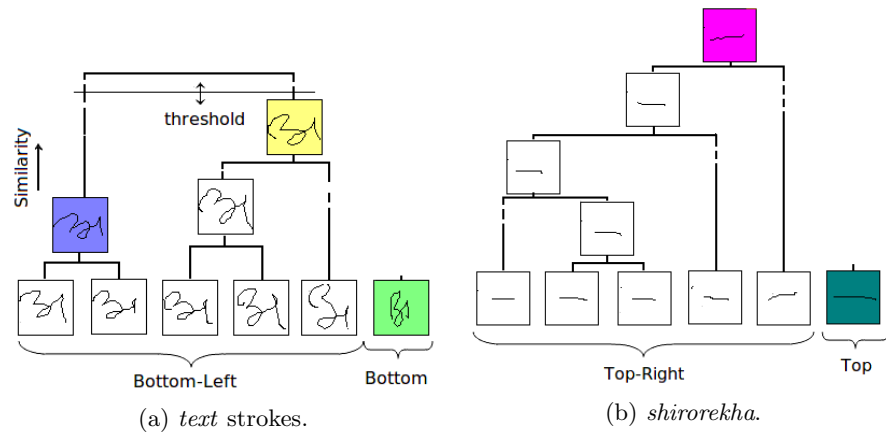 threshold
Similarity
Bottom-Left
Bottom
Top-Right
Top
(a) text strokes.
(b) shirorekha.